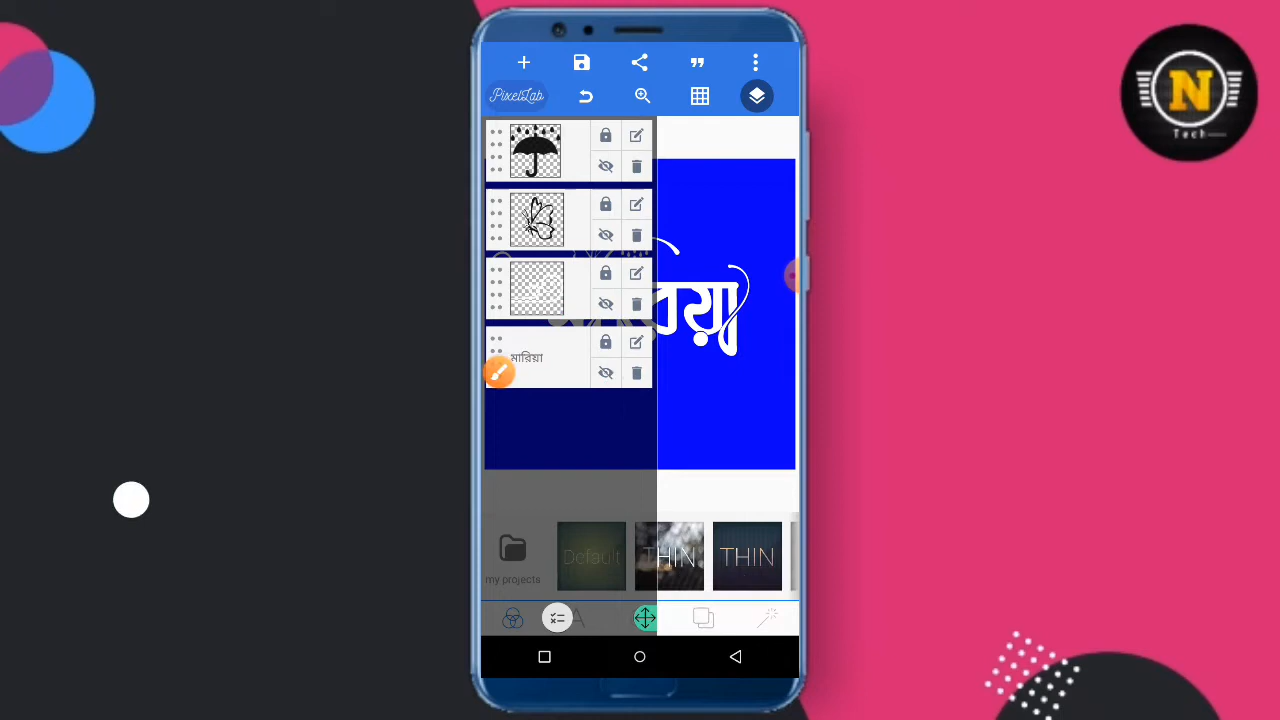 PixelLab
N
Tech
মারিয়া
my projects
Default
THIN
THIN